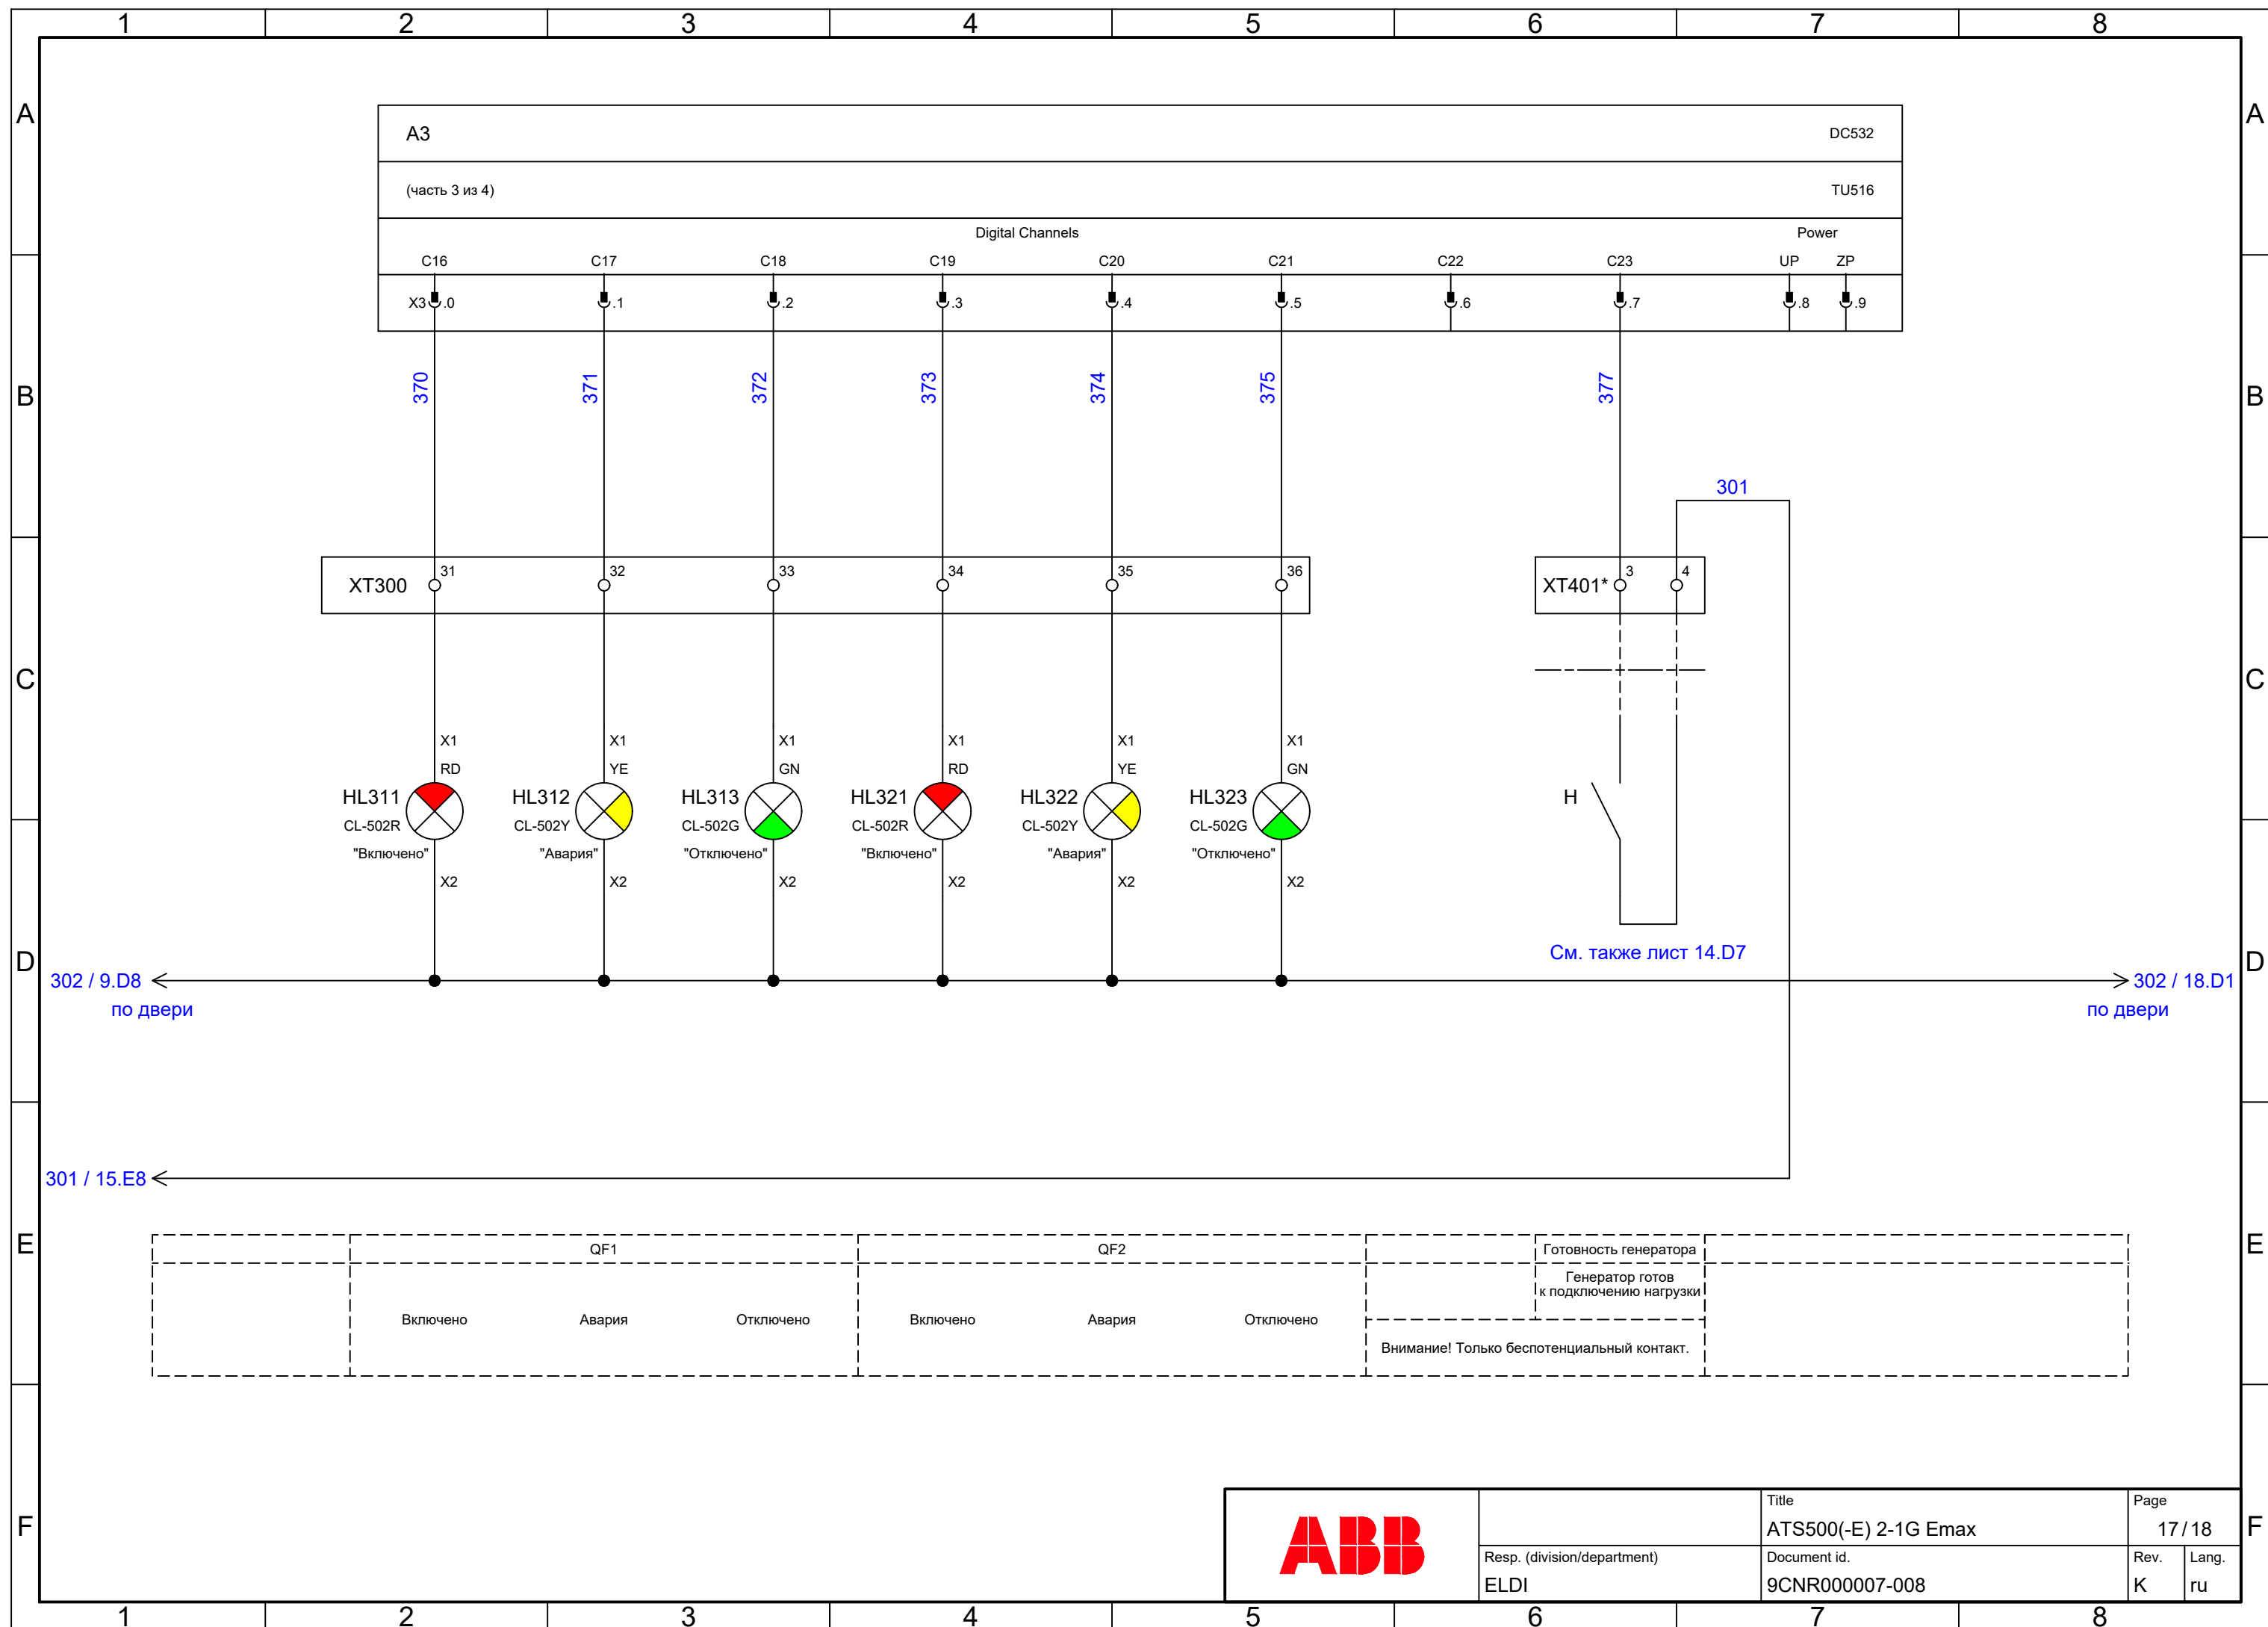 1 2 3 4 5 6 7 8
A A
A3 DC532
(часть 3 из 4) TU516
Digital Channels Power
C16 C17 C18 C19 C20 C21 C22 C23 UP ZP
X3 .0 .1 .2 .3 .4 .5 .6 .7 .8 .9
370 371 372 373 374 375 377
B B
301
XT300 31 32 33 34 35 36 XT401* 3 4
C C
X1 X1 X1 X1 X1 X1
RD YE GN RD YE GN
HL311 HL312 HL313 HL321 HL322 HL323 H
CL-502R CL-502Y CL-502G CL-502R CL-502Y CL-502G
"Включено" "Авария" "Отключено" "Включено" "Авария" "Отключено"
X2 X2 X2 X2 X2 X2
См. также лист 14.D7
D D
302 / 9.D8 302 / 18.D1
по двери по двери
301 / 15.E8
E E
QF1 QF2 Готовность генератора
Генератор готов
к подключению нагрузки
Включено Авария Отключено Включено Авария Отключено
Внимание! Только беспотенциальный контакт.
F F
ABB
Title
ATS500(-E) 2-1G Emax
Page
17 / 18
Resp. (division/department)
ELDI
Document id.
9CNR000007-008
Rev.
K
Lang.
ru
1 2 3 4 5 6 7 8